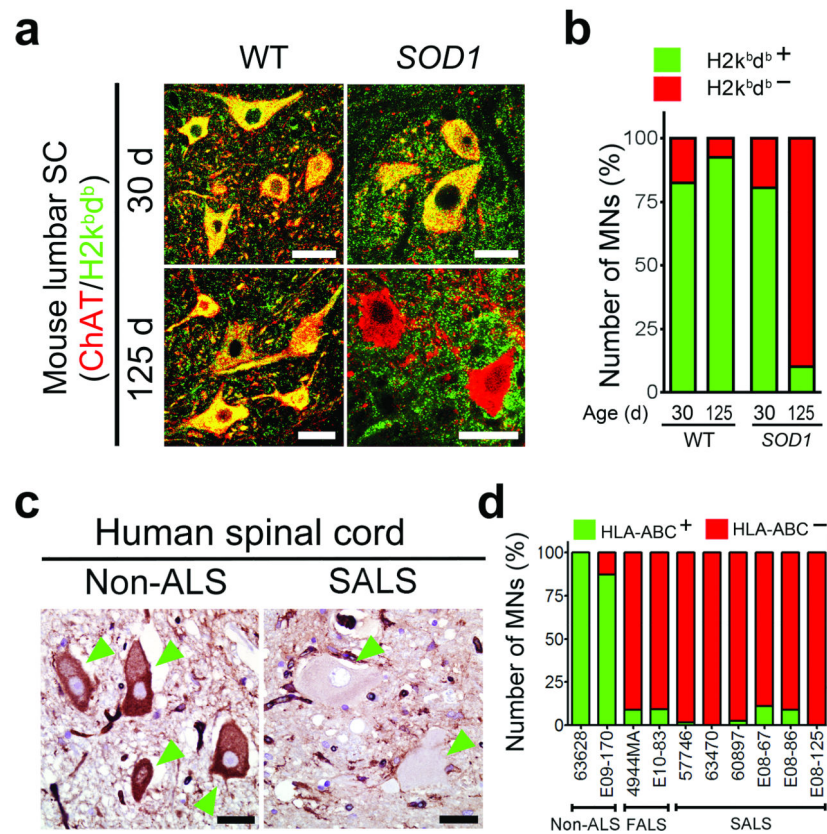 a
WT
SOD1
Mouse lumbar SC
(ChAT/H2kᵇdᵇ)
30 d
125 d
b
H2kᵇdᵇ +
H2kᵇdᵇ −
Number of MNs (%)
100
75
50
25
0
Age (d) 30 125 30 125
WT SOD1
c
Human spinal cord
Non-ALS SALS
d
HLA-ABC + HLA-ABC −
Number of MNs (%)
100
75
50
25
0
63628
E09-170
4944MA
E10-83
57746
63470
60897
E08-67
E08-86
E08-125
Non-ALS FALS SALS